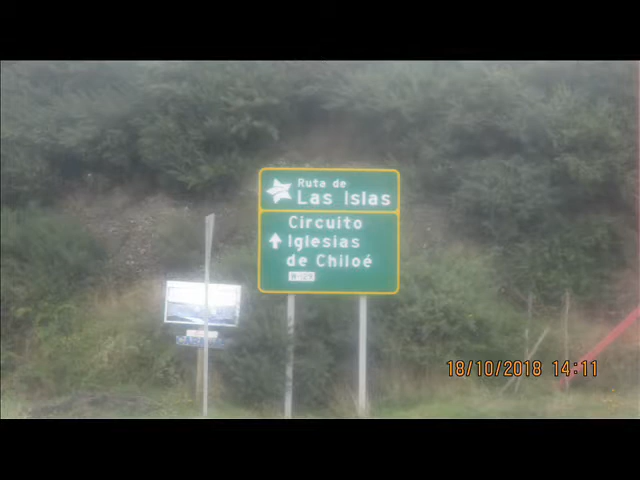 Ruta de
Las Islas
Circuito
Iglesias
de Chiloé
18/10/2018 14:11